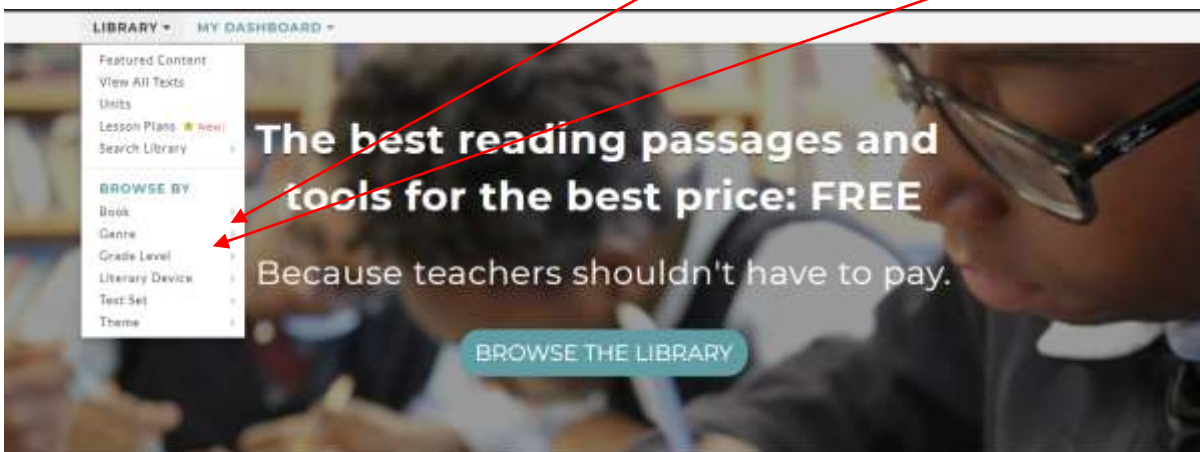 LIBRARY MY DASHBOARD
Featured Content
View All Texts
Units
Lesson Plans New!
Search Library
BROWSE BY
Book
Genre
Grade Level
Literary Device
Text Set
Theme
The best reading passages and
tools for the best price: FREE
Because teachers shouldn't have to pay.
BROWSE THE LIBRARY